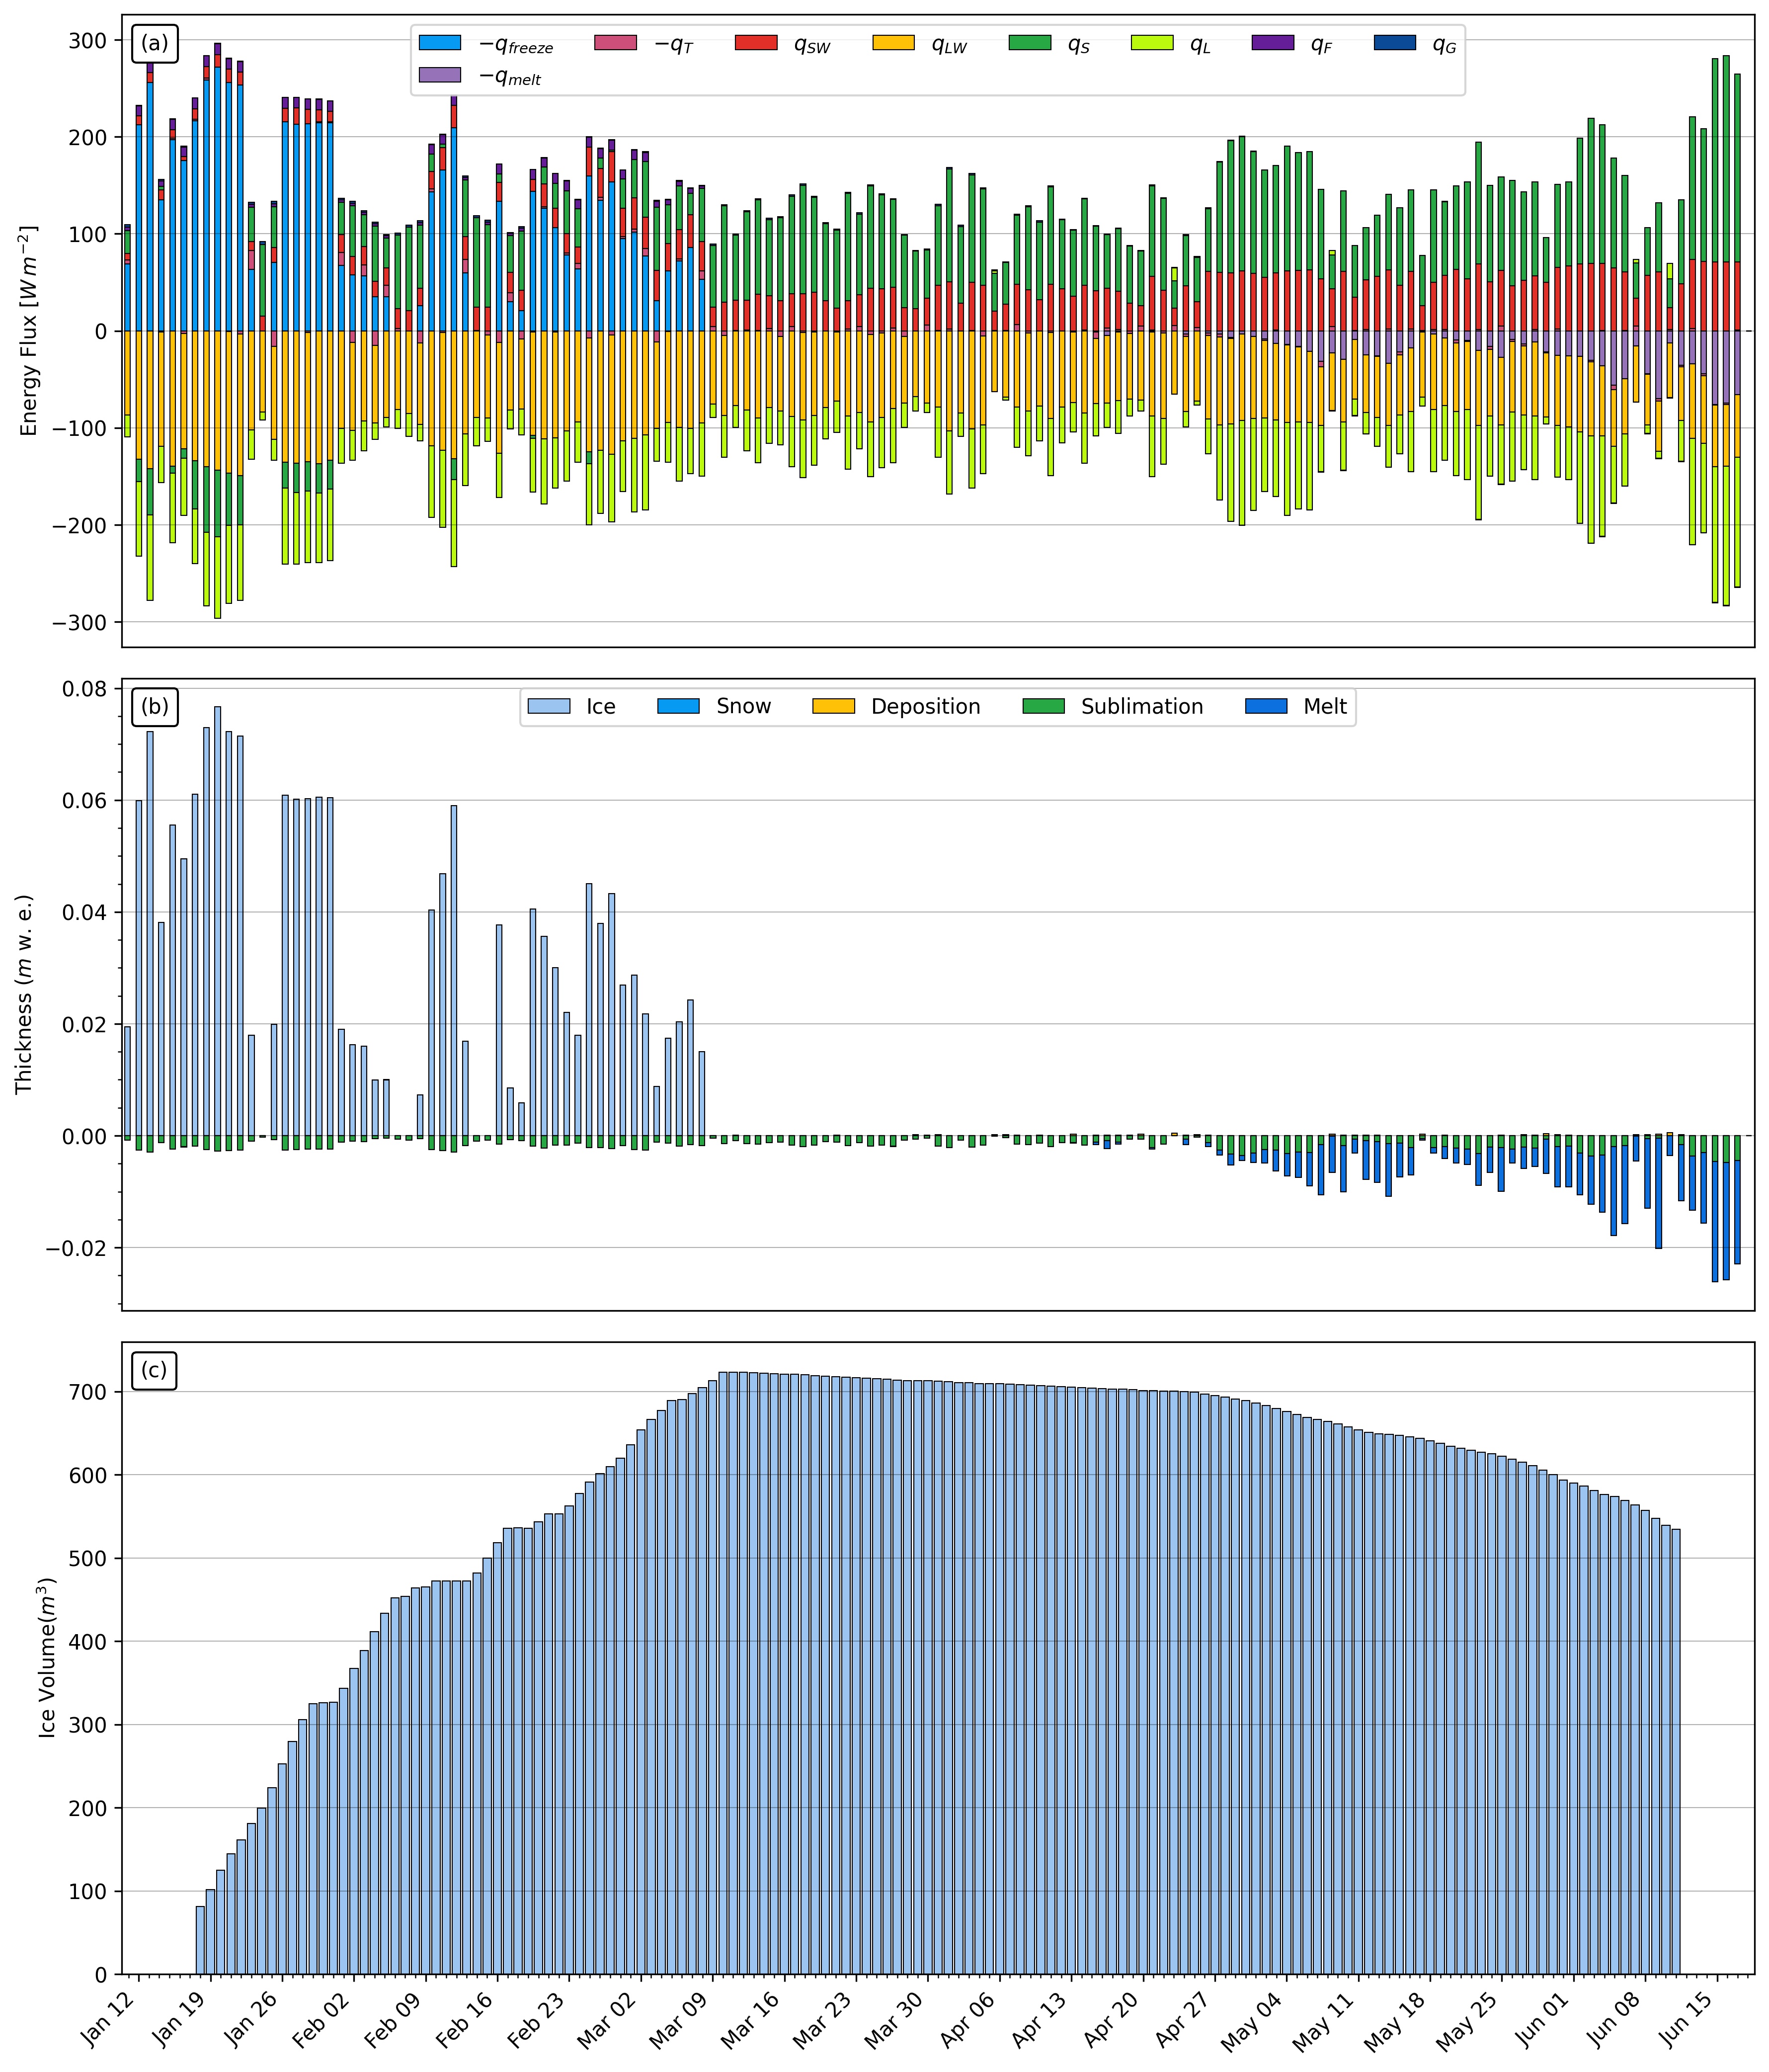 (a)
−q_freeze −q_T q_SW q_LW q_S q_L q_F q_G
−q_melt
300
200
100
0
−100
−200
−300
Energy Flux [W m⁻²]
(b)
Ice Snow Deposition Sublimation Melt
0.08
0.06
0.04
0.02
0.00
−0.02
Thickness (m w. e.)
(c)
700
600
500
400
300
200
100
0
Ice Volume(m³)
Jan 12 Jan 19 Jan 26 Feb 02 Feb 09 Feb 16 Feb 23 Mar 02 Mar 09 Mar 16 Mar 23 Mar 30 Apr 06 Apr 13 Apr 20 Apr 27 May 04 May 11 May 18 May 25 Jun 01 Jun 08 Jun 15